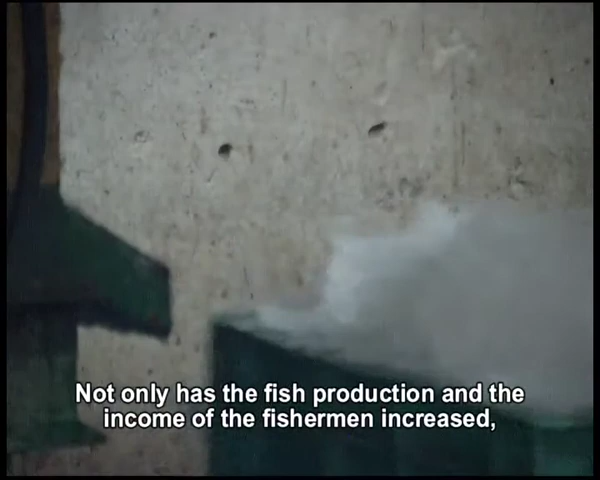 Not only has the fish production and the
income of the fishermen increased,